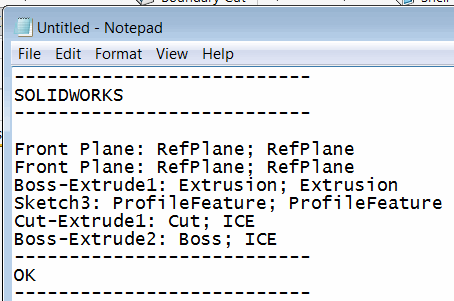 Boundary Cut
Shell
Untitled - Notepad
File Edit Format View Help
----------------------------
SOLIDWORKS
----------------------------
Front Plane: RefPlane; RefPlane
Front Plane: RefPlane; RefPlane
Boss-Extrude1: Extrusion; Extrusion
Sketch3: ProfileFeature; ProfileFeature
Cut-Extrude1: Cut; ICE
Boss-Extrude2: Boss; ICE
----------------------------
OK
----------------------------